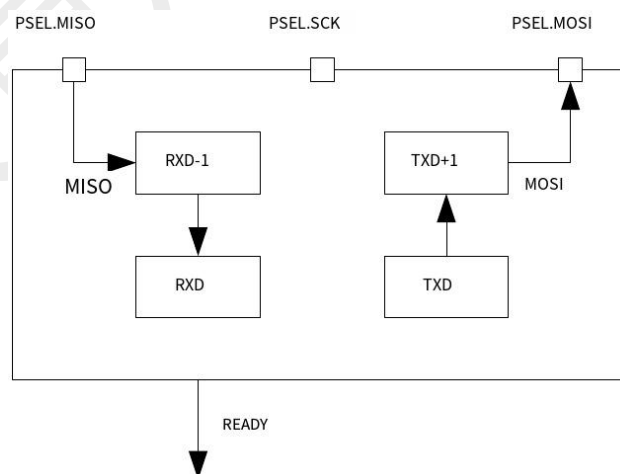 PSEL.MISO PSEL.SCK PSEL.MOSI
RXD-1 TXD+1
MISO MOSI
RXD TXD
READY